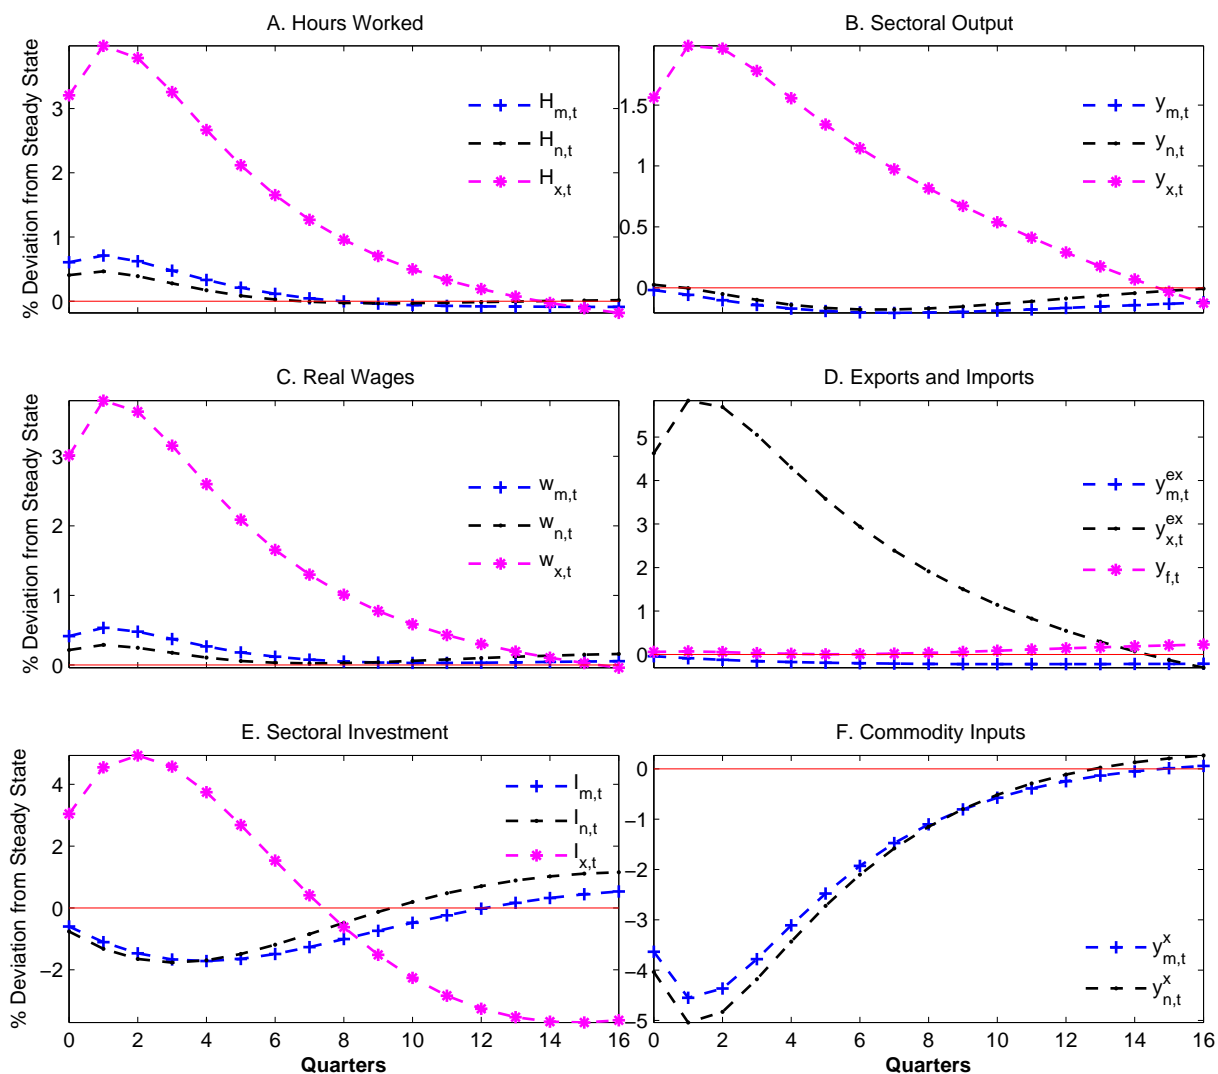 A. Hours Worked
B. Sectoral Output
% Deviation from Steady State
3
2
1
0
H_{m,t}
H_{n,t}
H_{x,t}
1.5
1
0.5
0
y_{m,t}
y_{n,t}
y_{x,t}
C. Real Wages
D. Exports and Imports
% Deviation from Steady State
3
2
1
0
w_{m,t}
w_{n,t}
w_{x,t}
5
4
3
2
1
0
y_{m,t}^{ex}
y_{x,t}^{ex}
y_{f,t}
E. Sectoral Investment
F. Commodity Inputs
% Deviation from Steady State
4
2
0
−2
I_{m,t}
I_{n,t}
I_{x,t}
0 2 4 6 8 10 12 14 16
Quarters
0
−1
−2
−3
−4
−5
y_{m,t}^{x}
y_{n,t}^{x}
0 2 4 6 8 10 12 14 16
Quarters